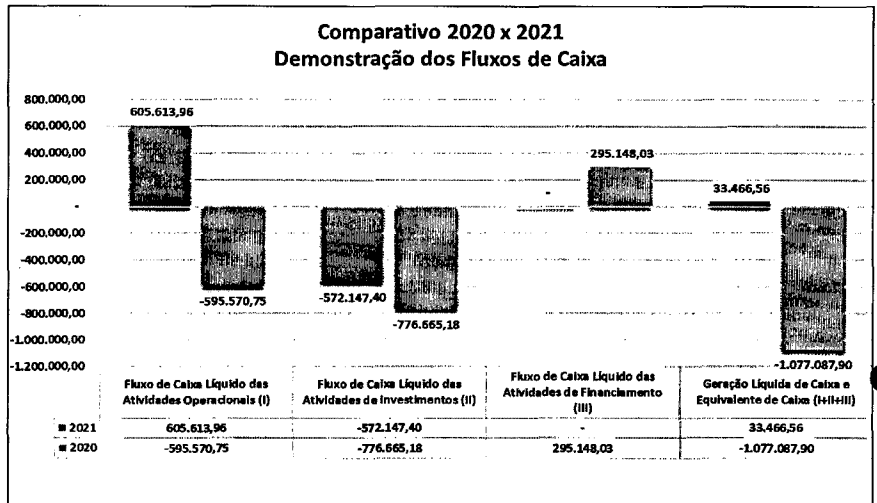 Comparativo 2020 x 2021
Demonstração dos Fluxos de Caixa
800.000,00
600.000,00
400.000,00
200.000,00
-
-200.000,00
-400.000,00
-600.000,00
-800.000,00
-1.000.000,00
-1.200.000,00
605.613,96
-595.570,75
-572.147,40
-776.665,18
-
295.148,03
33.466,56
-1.077.087,90
Fluxo de Caixa Líquido das Atividades Operacionais (I)
Fluxo de Caixa Líquido das Atividades de Investimentos (II)
Fluxo de Caixa Líquido das Atividades de Financiamento (III)
Geração Líquida de Caixa e Equivalente de Caixa (I+II+III)
2021 605.613,96 -572.147,40 - 33.466,56
2020 -595.570,75 -776.665,18 295.148,03 -1.077.087,90